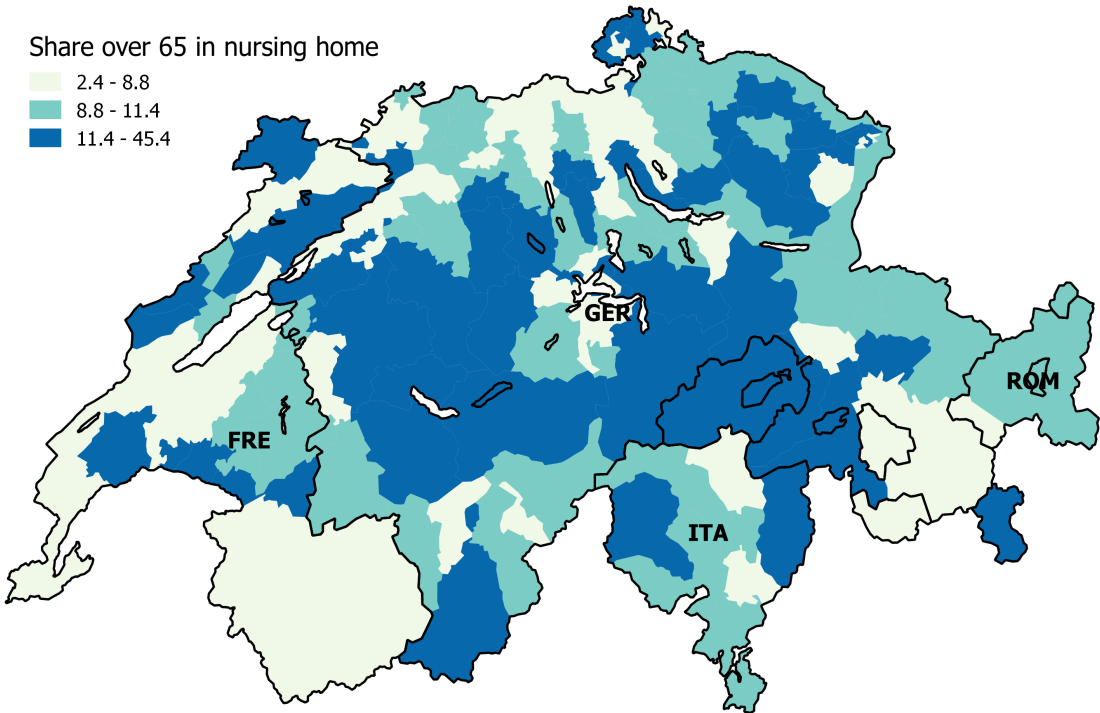 Share over 65 in nursing home
2.4 - 8.8
8.8 - 11.4
11.4 - 45.4
GER
ROM
FRE
ITA